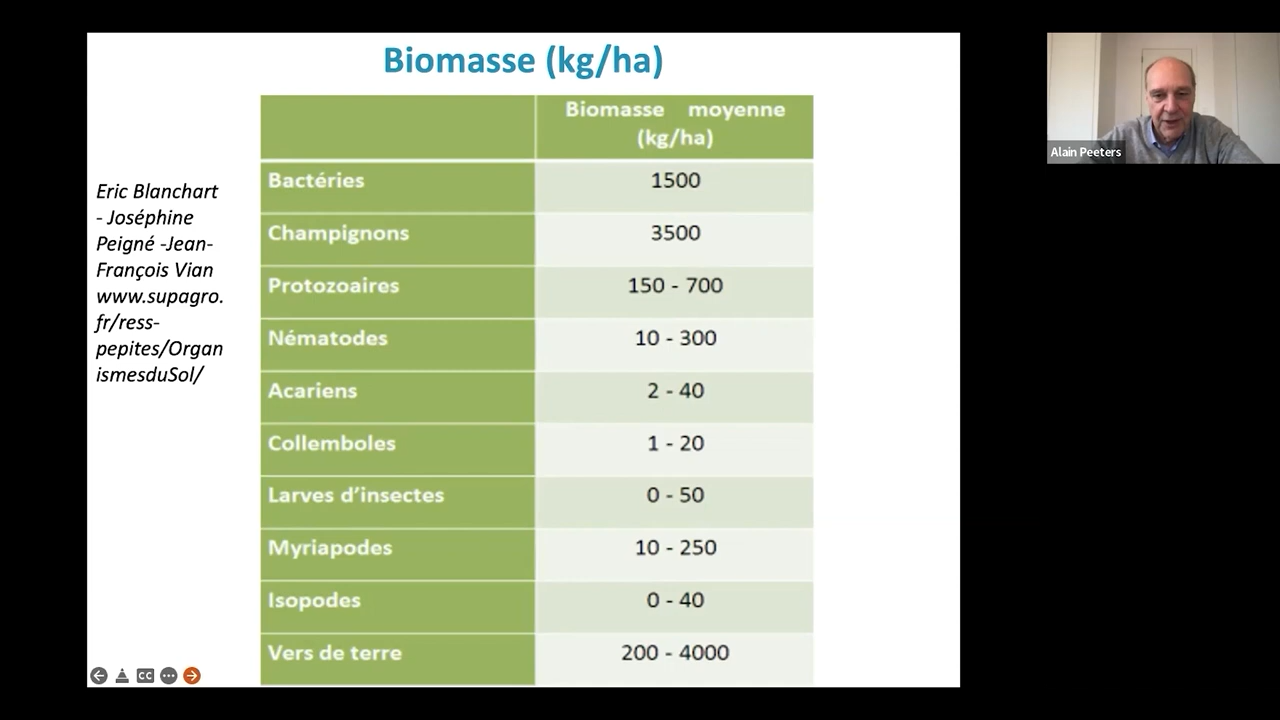 Biomasse (kg/ha)
Biomasse moyenne
(kg/ha)
Eric Blanchart
- Joséphine
Peigné -Jean-
François Vian
www.supagro.
fr/ress-
pepites/Organ
ismesduSol/
Bactéries 1500
Champignons 3500
Protozoaires 150 - 700
Nématodes 10 - 300
Acariens 2 - 40
Collemboles 1 - 20
Larves d’insectes 0 - 50
Myriapodes 10 - 250
Isopodes 0 - 40
Vers de terre 200 - 4000
CC
Alain Peeters